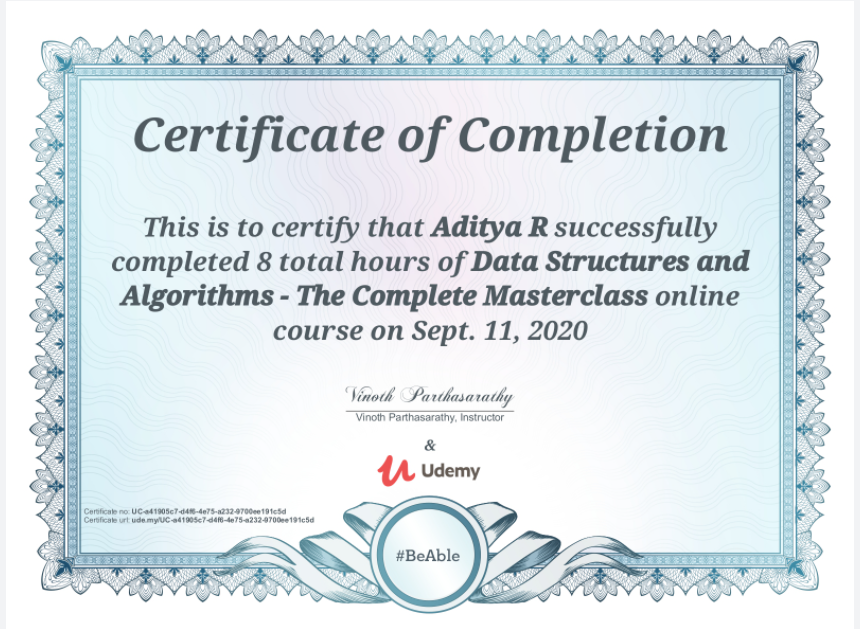 Certificate of Completion
This is to certify that Aditya R successfully
completed 8 total hours of Data Structures and
Algorithms - The Complete Masterclass online
course on Sept. 11, 2020
Vinoth Parthasarathy
Vinoth Parthasarathy, Instructor
&
Udemy
Certificate no: UC-a41905c7-d4f6-4e75-a232-9700ee191c5d
Certificate url: ude.my/UC-a41905c7-d4f6-4e75-a232-9700ee191c5d
#BeAble